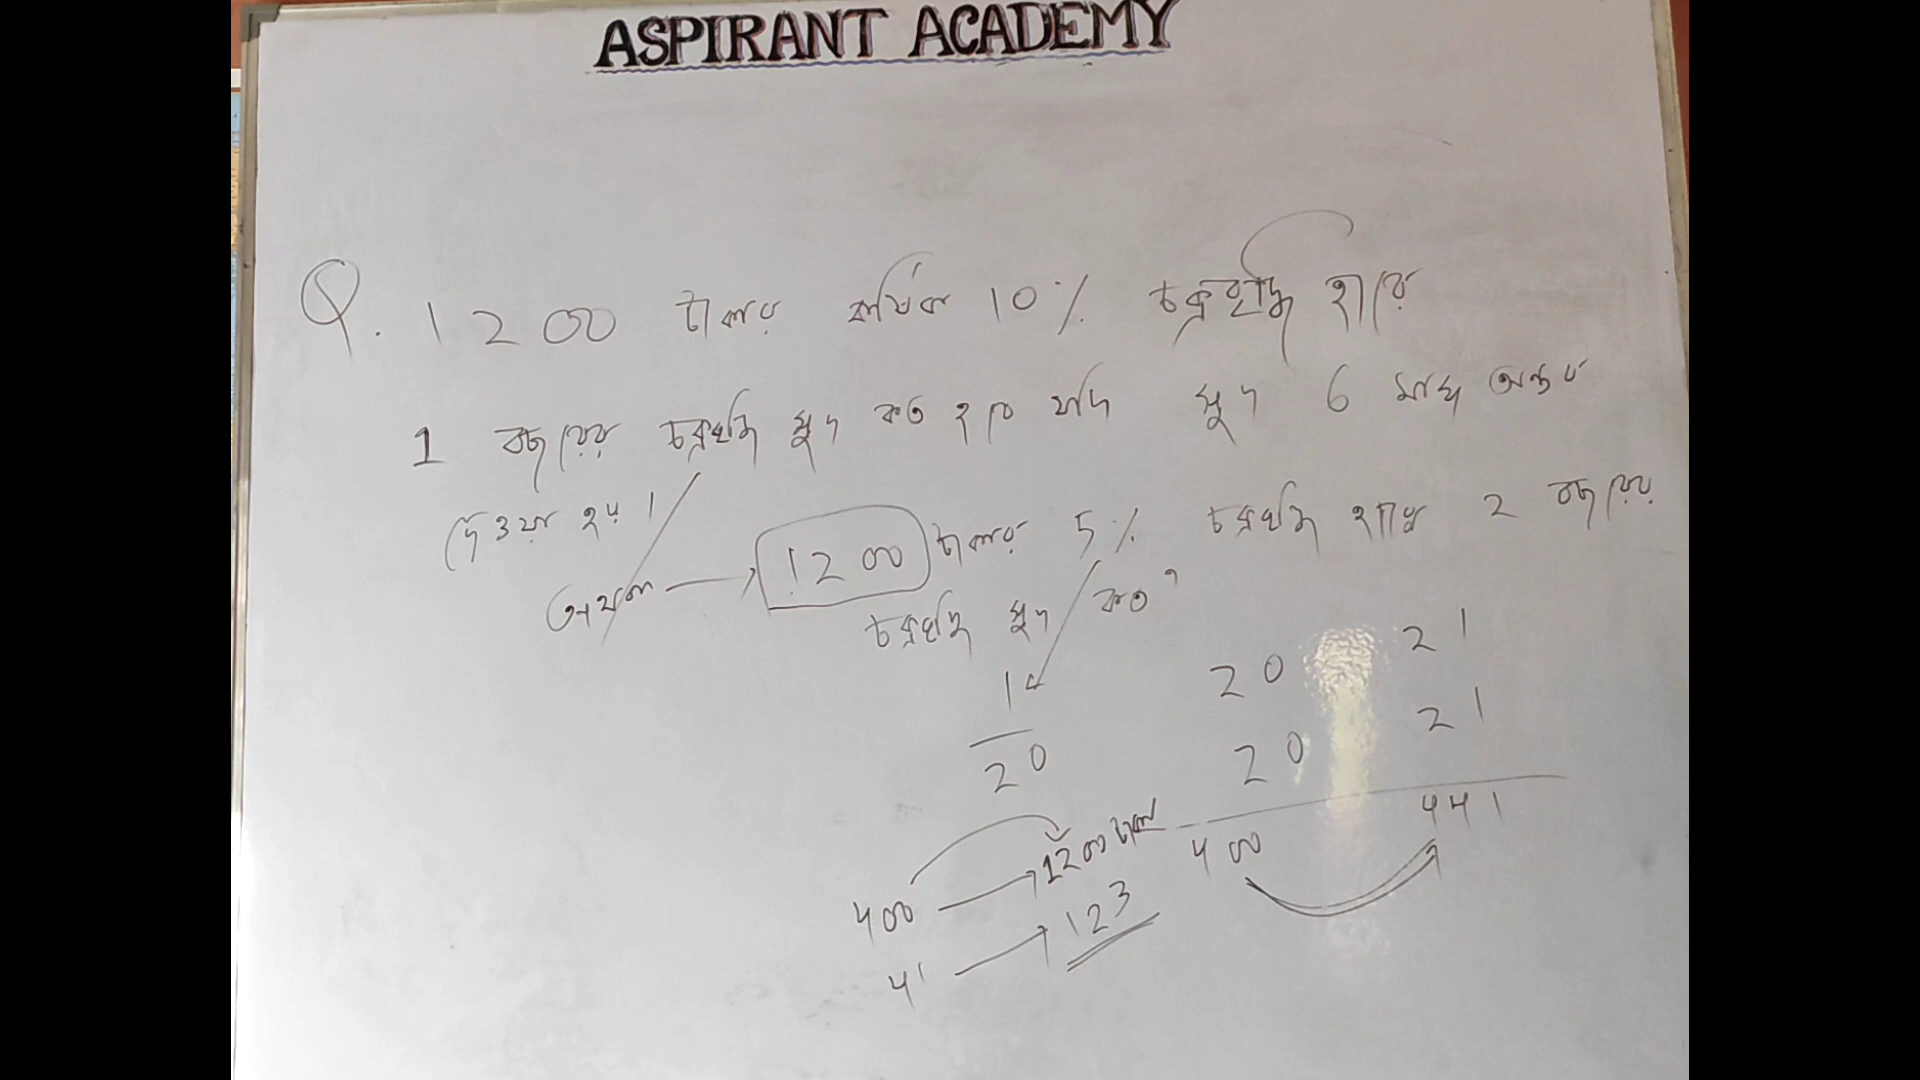 ASPIRANT ACADEMY
Q. 1200 টাকার বার্ষিক 10% চক্রবৃদ্ধি হারে
1 বছরের চক্রবৃদ্ধি সুদ কত হবে যদি সুদ 6 মাস অন্তর
দেওয়া হয়।
অথবা → 1200 টাকার 5% চক্রবৃদ্ধি হারে 2 বছরের
চক্রবৃদ্ধি সুদ কত?
1
20
20 21
20 21
400 441
400 → 1200 টাকা
41 → 123